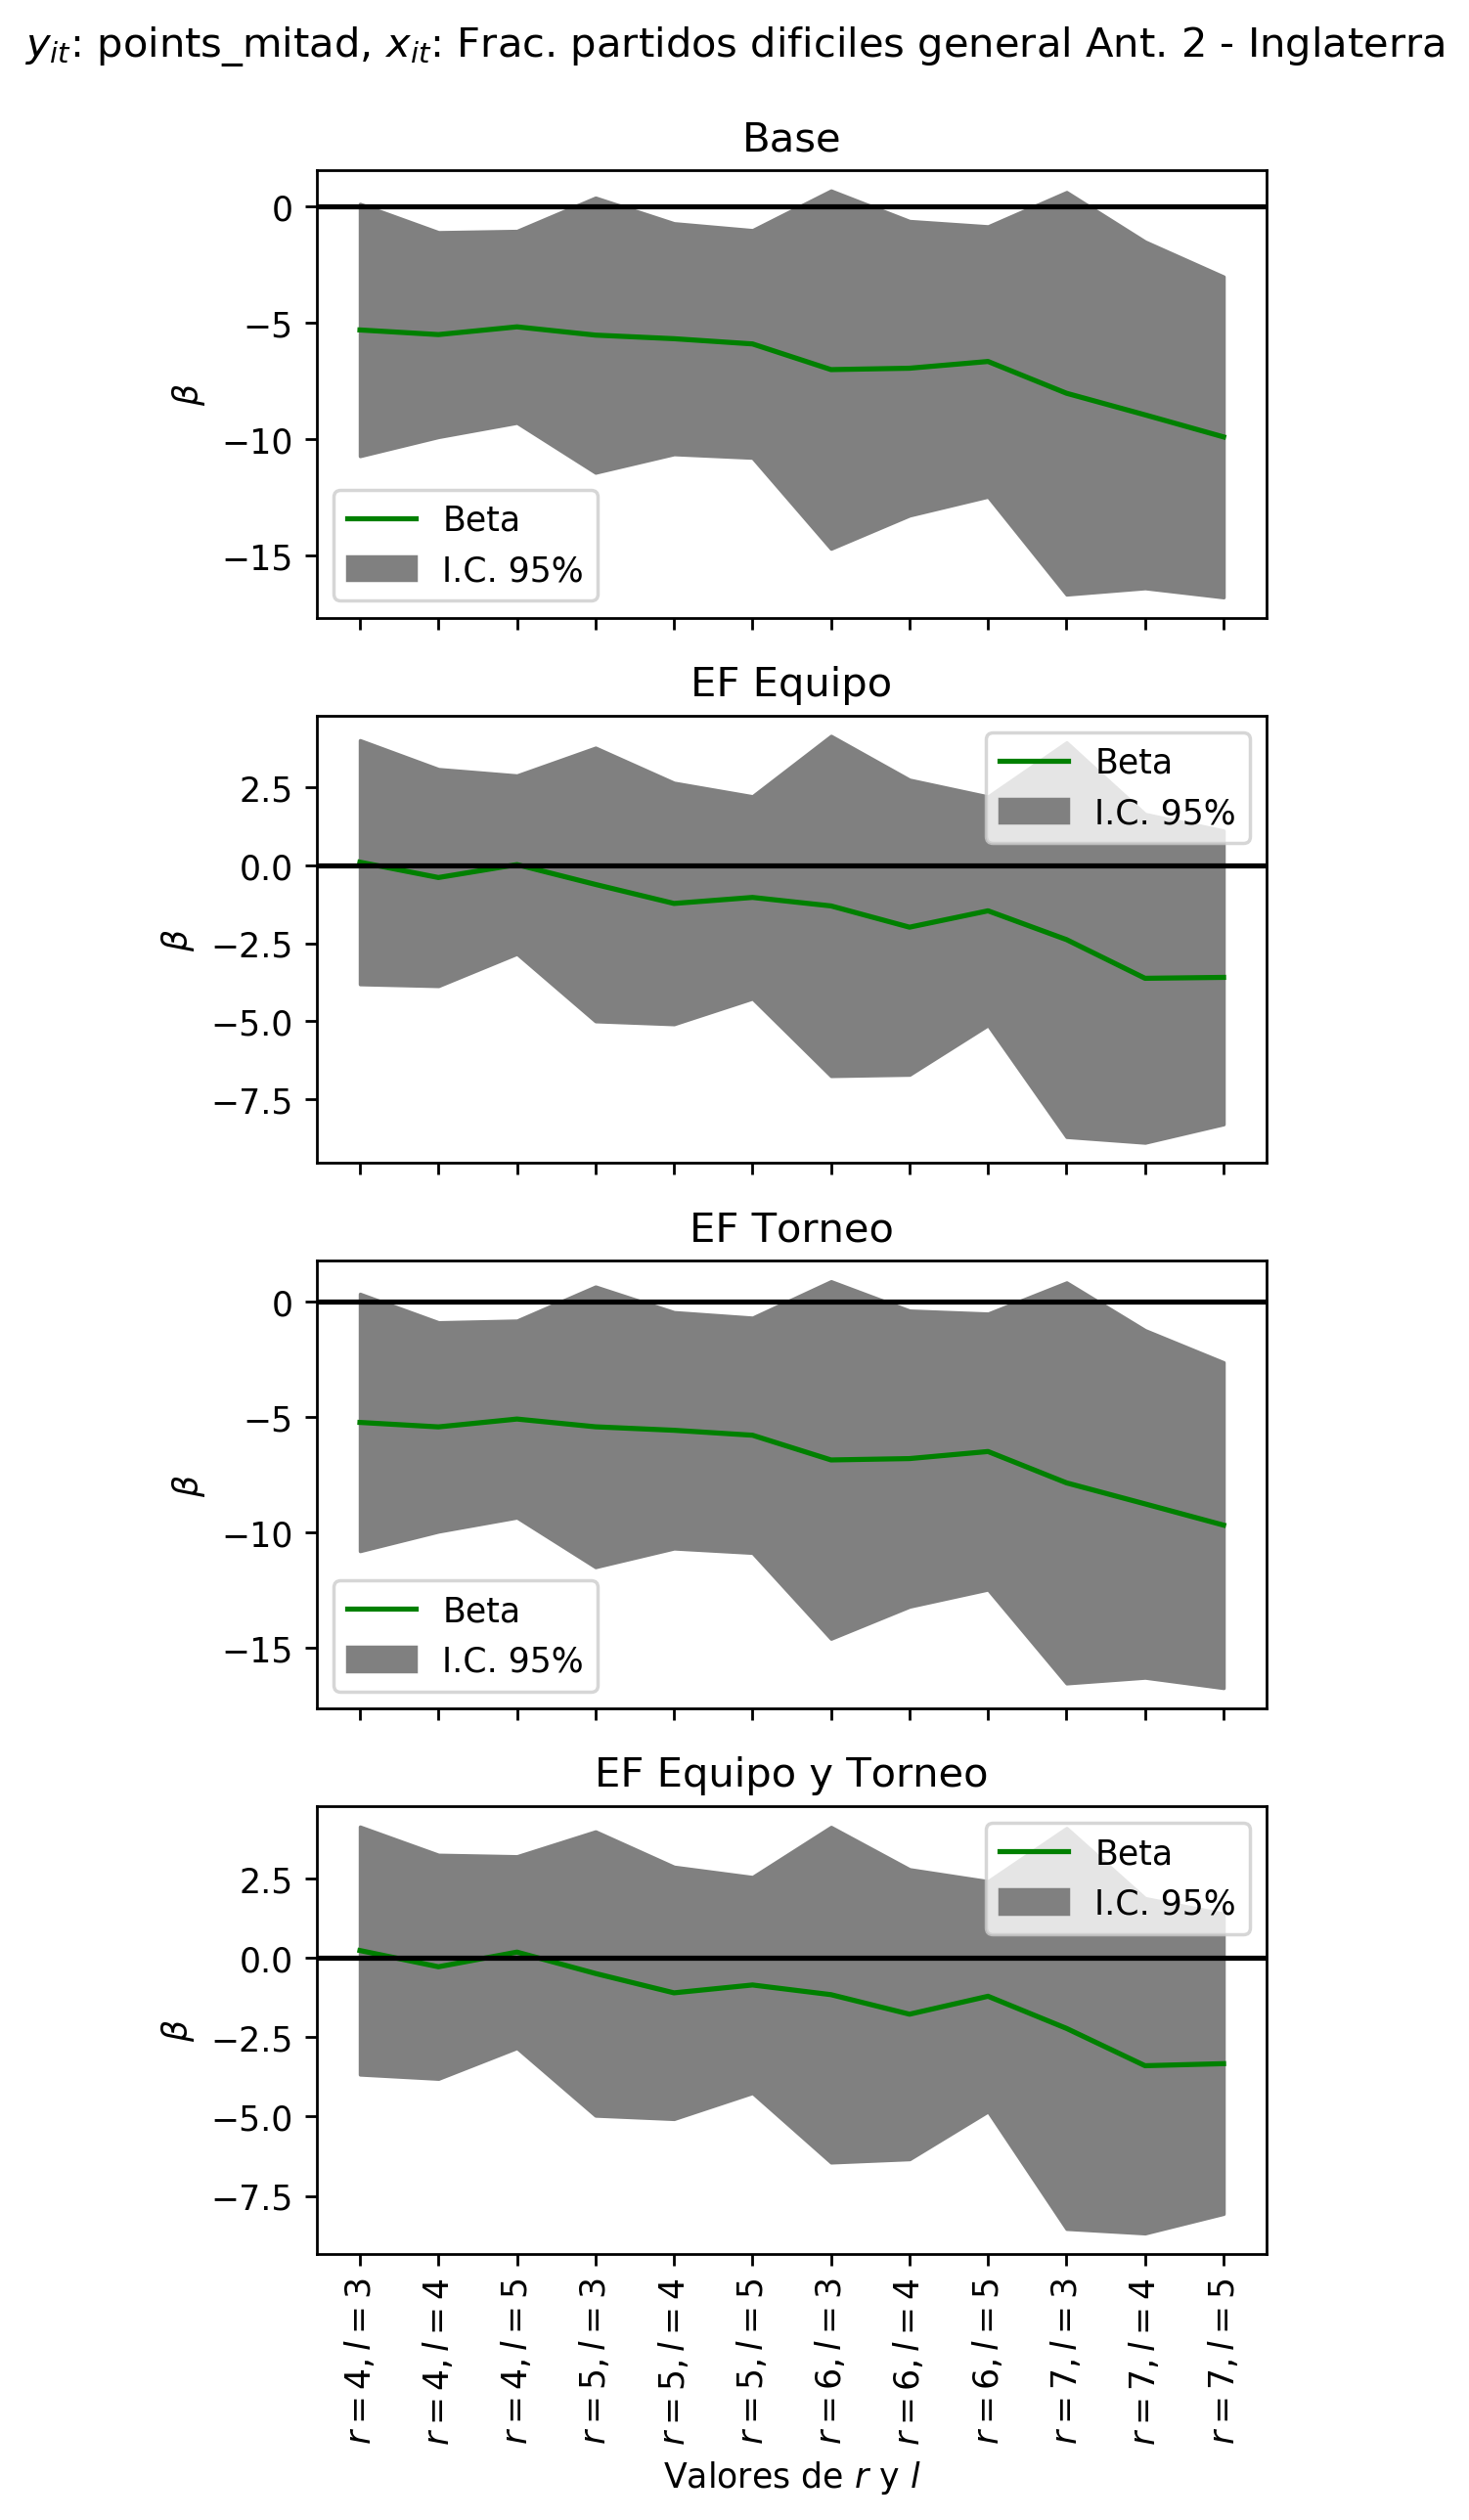 y_it: points_mitad, x_it: Frac. partidos dificiles general Ant. 2 - Inglaterra
Base
0
−5
−10
−15
β
Beta
I.C. 95%
EF Equipo
2.5
0.0
−2.5
−5.0
−7.5
β
Beta
I.C. 95%
EF Torneo
0
−5
−10
−15
β
Beta
I.C. 95%
EF Equipo y Torneo
2.5
0.0
−2.5
−5.0
−7.5
β
Beta
I.C. 95%
r = 4, l = 3
r = 4, l = 4
r = 4, l = 5
r = 5, l = 3
r = 5, l = 4
r = 5, l = 5
r = 6, l = 3
r = 6, l = 4
r = 6, l = 5
r = 7, l = 3
r = 7, l = 4
r = 7, l = 5
Valores de r y l